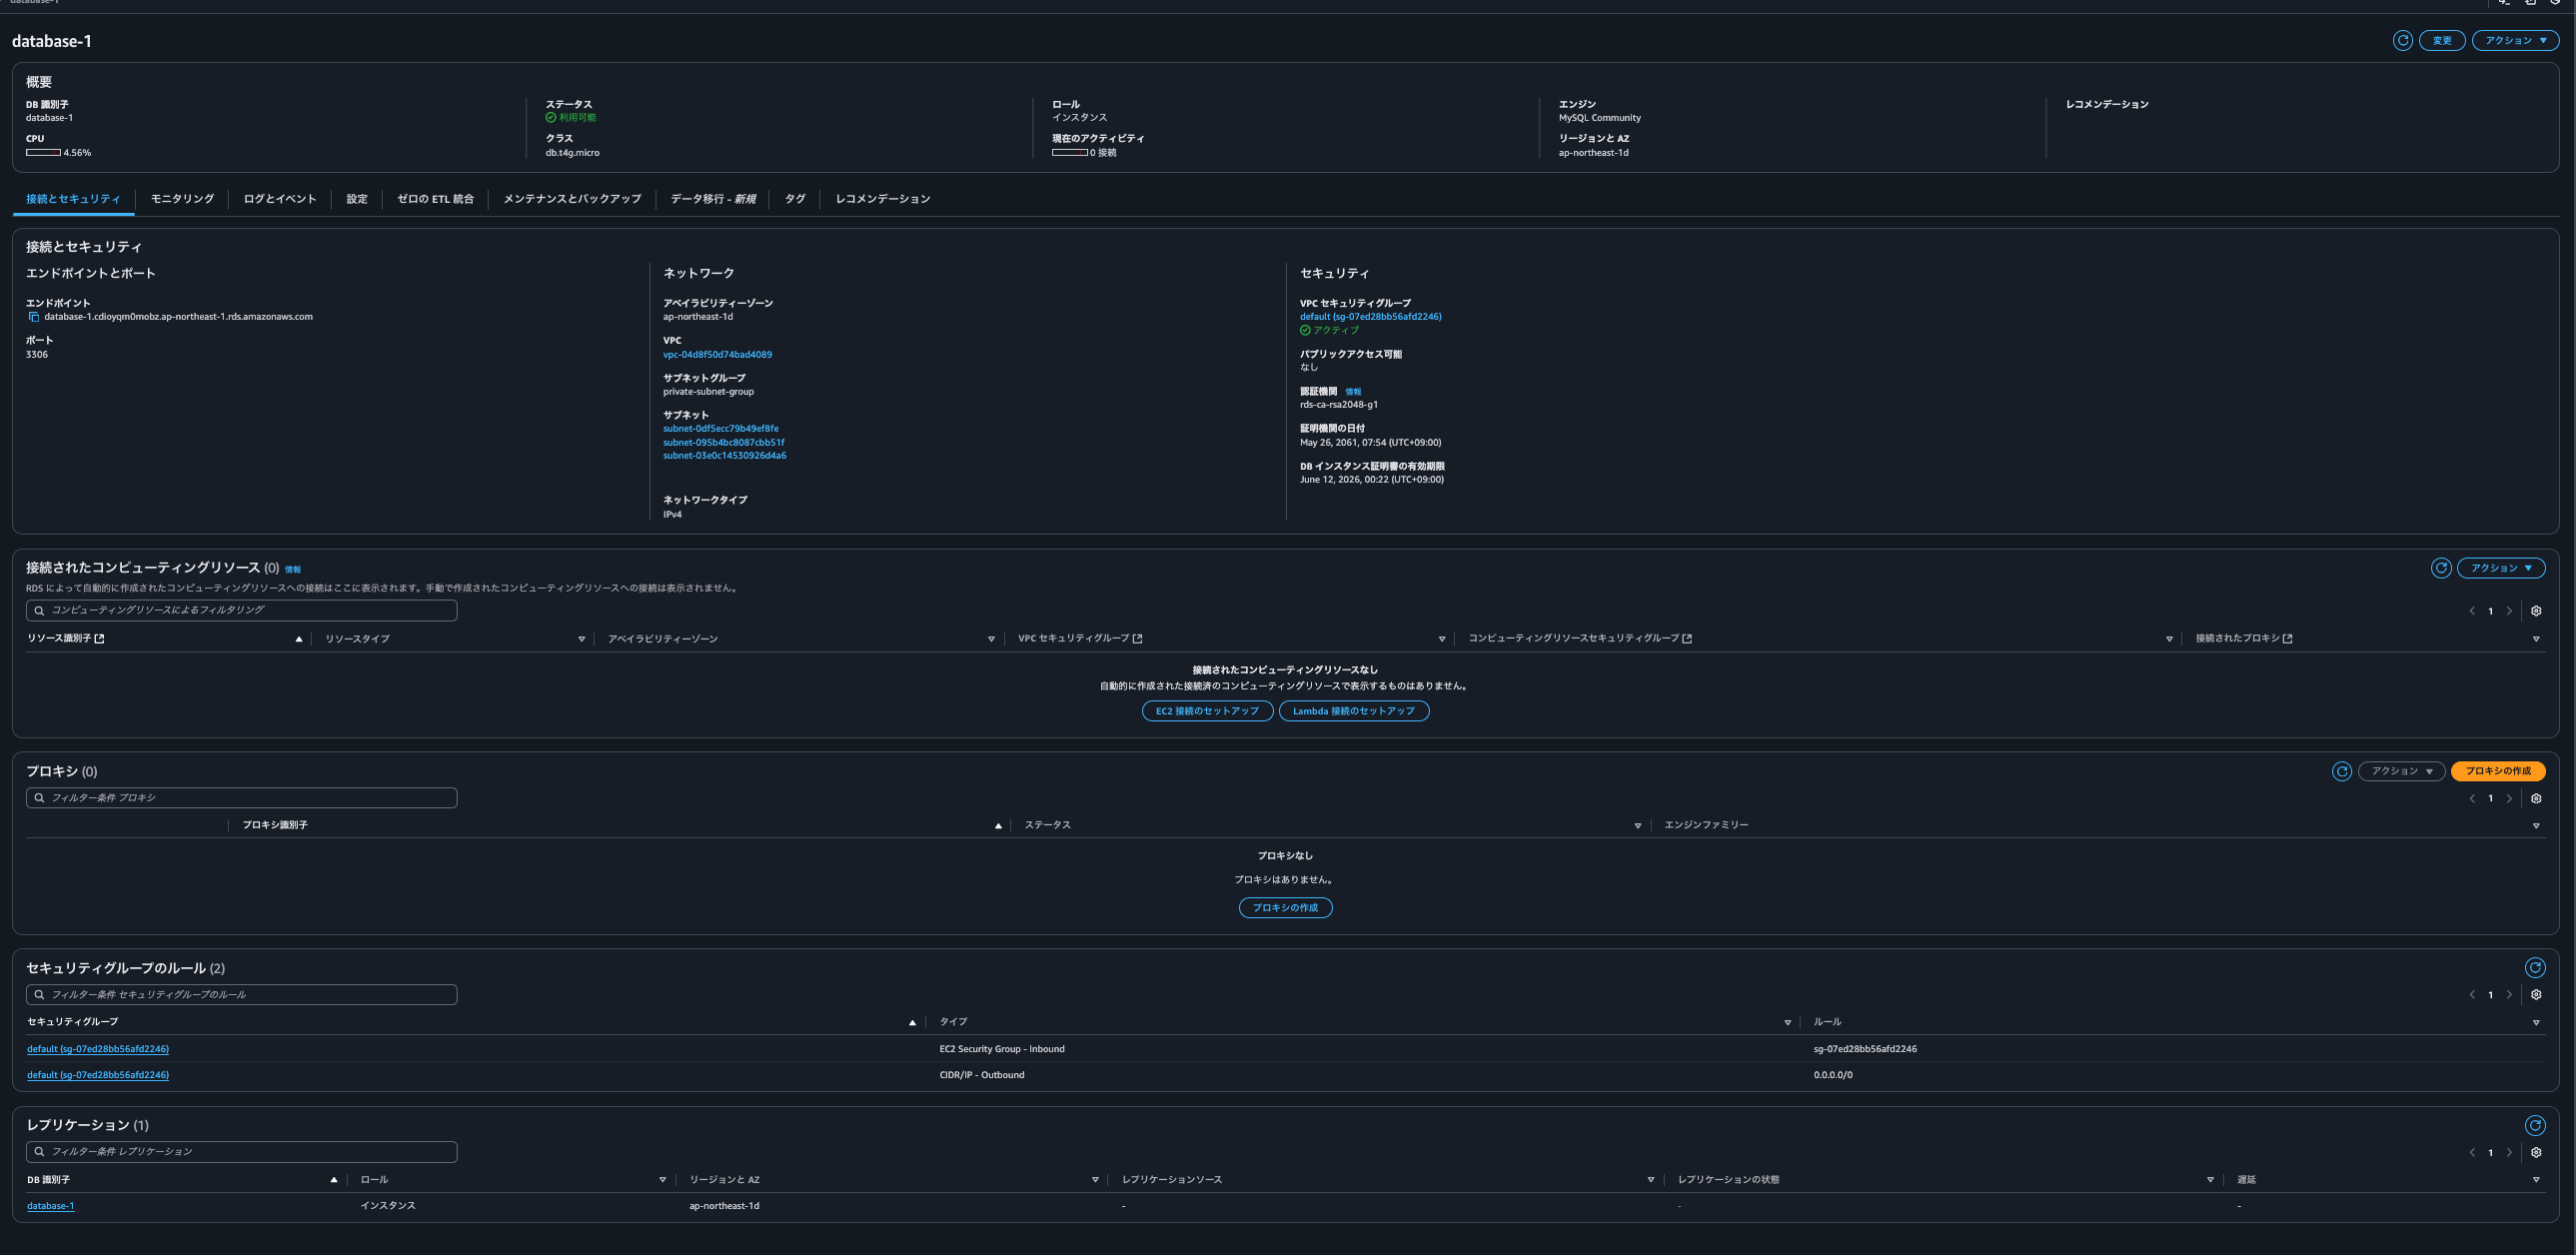 database-1
database-1
変更
アクション
概要
DB 識別子
database-1
CPU
4.56%
ステータス
利用可能
クラス
db.t4g.micro
ロール
インスタンス
現在のアクティビティ
0 接続
エンジン
MySQL Community
リージョンと AZ
ap-northeast-1d
レコメンデーション
接続とセキュリティ
モニタリング
ログとイベント
設定
ゼロの ETL 統合
メンテナンスとバックアップ
データ移行 - 新規
タグ
レコメンデーション
接続とセキュリティ
エンドポイントとポート
エンドポイント
database-1.cdioyqm0mobz.ap-northeast-1.rds.amazonaws.com
ポート
3306
ネットワーク
アベイラビリティーゾーン
ap-northeast-1d
VPC
vpc-04d8f50d74bad4089
サブネットグループ
private-subnet-group
サブネット
subnet-0df5ecc79b49ef8fe
subnet-095b4bc8087cbb51f
subnet-03e0c14530926d4a6
ネットワークタイプ
IPv4
セキュリティ
VPC セキュリティグループ
default (sg-07ed28bb56afd2246)
アクティブ
パブリックアクセス可能
なし
認証機関 情報
rds-ca-rsa2048-g1
証明機関の日付
May 26, 2061, 07:54 (UTC+09:00)
DB インスタンス証明書の有効期限
June 12, 2026, 00:22 (UTC+09:00)
接続されたコンピューティングリソース (0) 情報
アクション
RDS によって自動的に作成されたコンピューティングリソースへの接続はここに表示されます。手動で作成されたコンピューティングリソースへの接続は表示されません。
コンピューティングリソースによるフィルタリング
1
リソース識別子
リソースタイプ
アベイラビリティーゾーン
VPC セキュリティグループ
コンピューティングリソースセキュリティグループ
接続されたプロキシ
接続されたコンピューティングリソースなし
自動的に作成された接続済のコンピューティングリソースで表示するものはありません。
EC2 接続のセットアップ
Lambda 接続のセットアップ
プロキシ (0)
アクション
プロキシの作成
フィルター条件 プロキシ
1
プロキシ識別子
ステータス
エンジンファミリー
プロキシなし
プロキシはありません。
プロキシの作成
セキュリティグループのルール (2)
フィルター条件 セキュリティグループのルール
1
セキュリティグループ
タイプ
ルール
default (sg-07ed28bb56afd2246)
EC2 Security Group - Inbound
sg-07ed28bb56afd2246
default (sg-07ed28bb56afd2246)
CIDR/IP - Outbound
0.0.0.0/0
レプリケーション (1)
フィルター条件 レプリケーション
1
DB 識別子
ロール
リージョンと AZ
レプリケーションソース
レプリケーションの状態
遅延
database-1
インスタンス
ap-northeast-1d
-
-
-